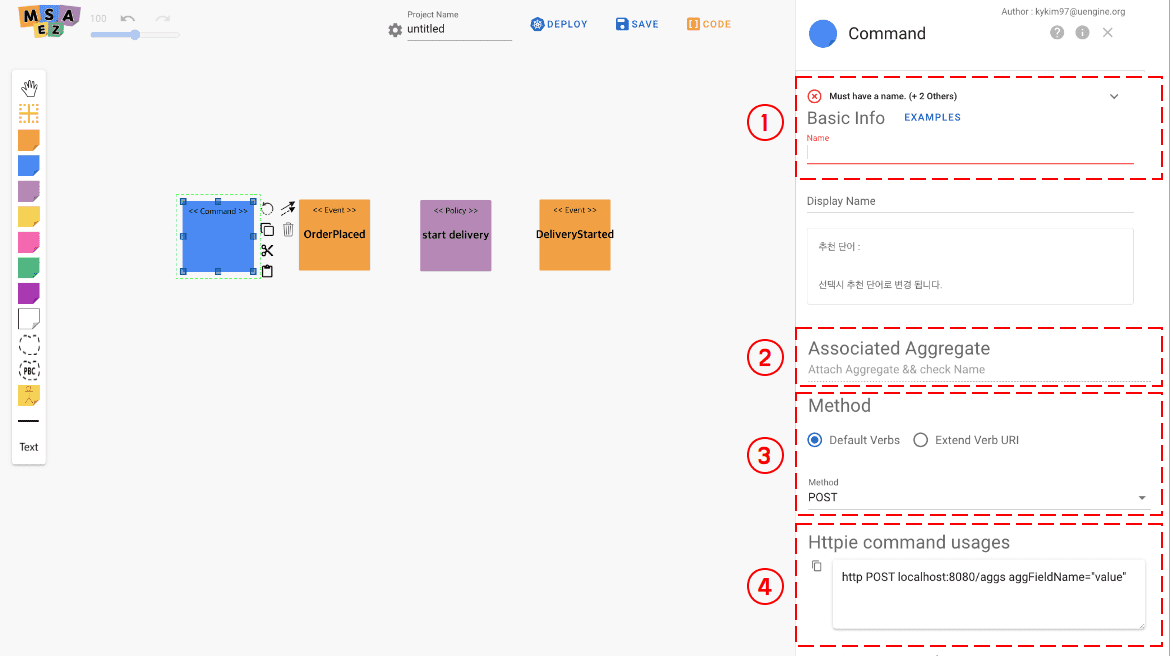 MSA
EZ
100
Project Name
untitled
DEPLOY
SAVE
CODE
Author : kykim97@uengine.org
Command
PBC
Text
<< Command >>
<< Event >>
OrderPlaced
<< Policy >>
start delivery
<< Event >>
DeliveryStarted
1
Must have a name. (+ 2 Others)
Basic Info
EXAMPLES
Name
Display Name
추천 단어 :
선택시 추천 단어로 변경 됩니다.
2
Associated Aggregate
Attach Aggregate && check Name
3
Method
Default Verbs
Extend Verb URI
Method
POST
4
Httpie command usages
http POST localhost:8080/aggs aggFieldName="value"